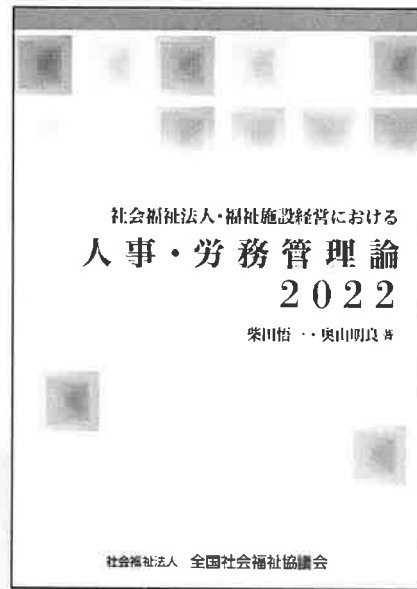 社会福祉法人・福祉施設経営における
人事・労務管理論
2022
柴田悟一・奥山明良 著
社会福祉法人 全国社会福祉協議会